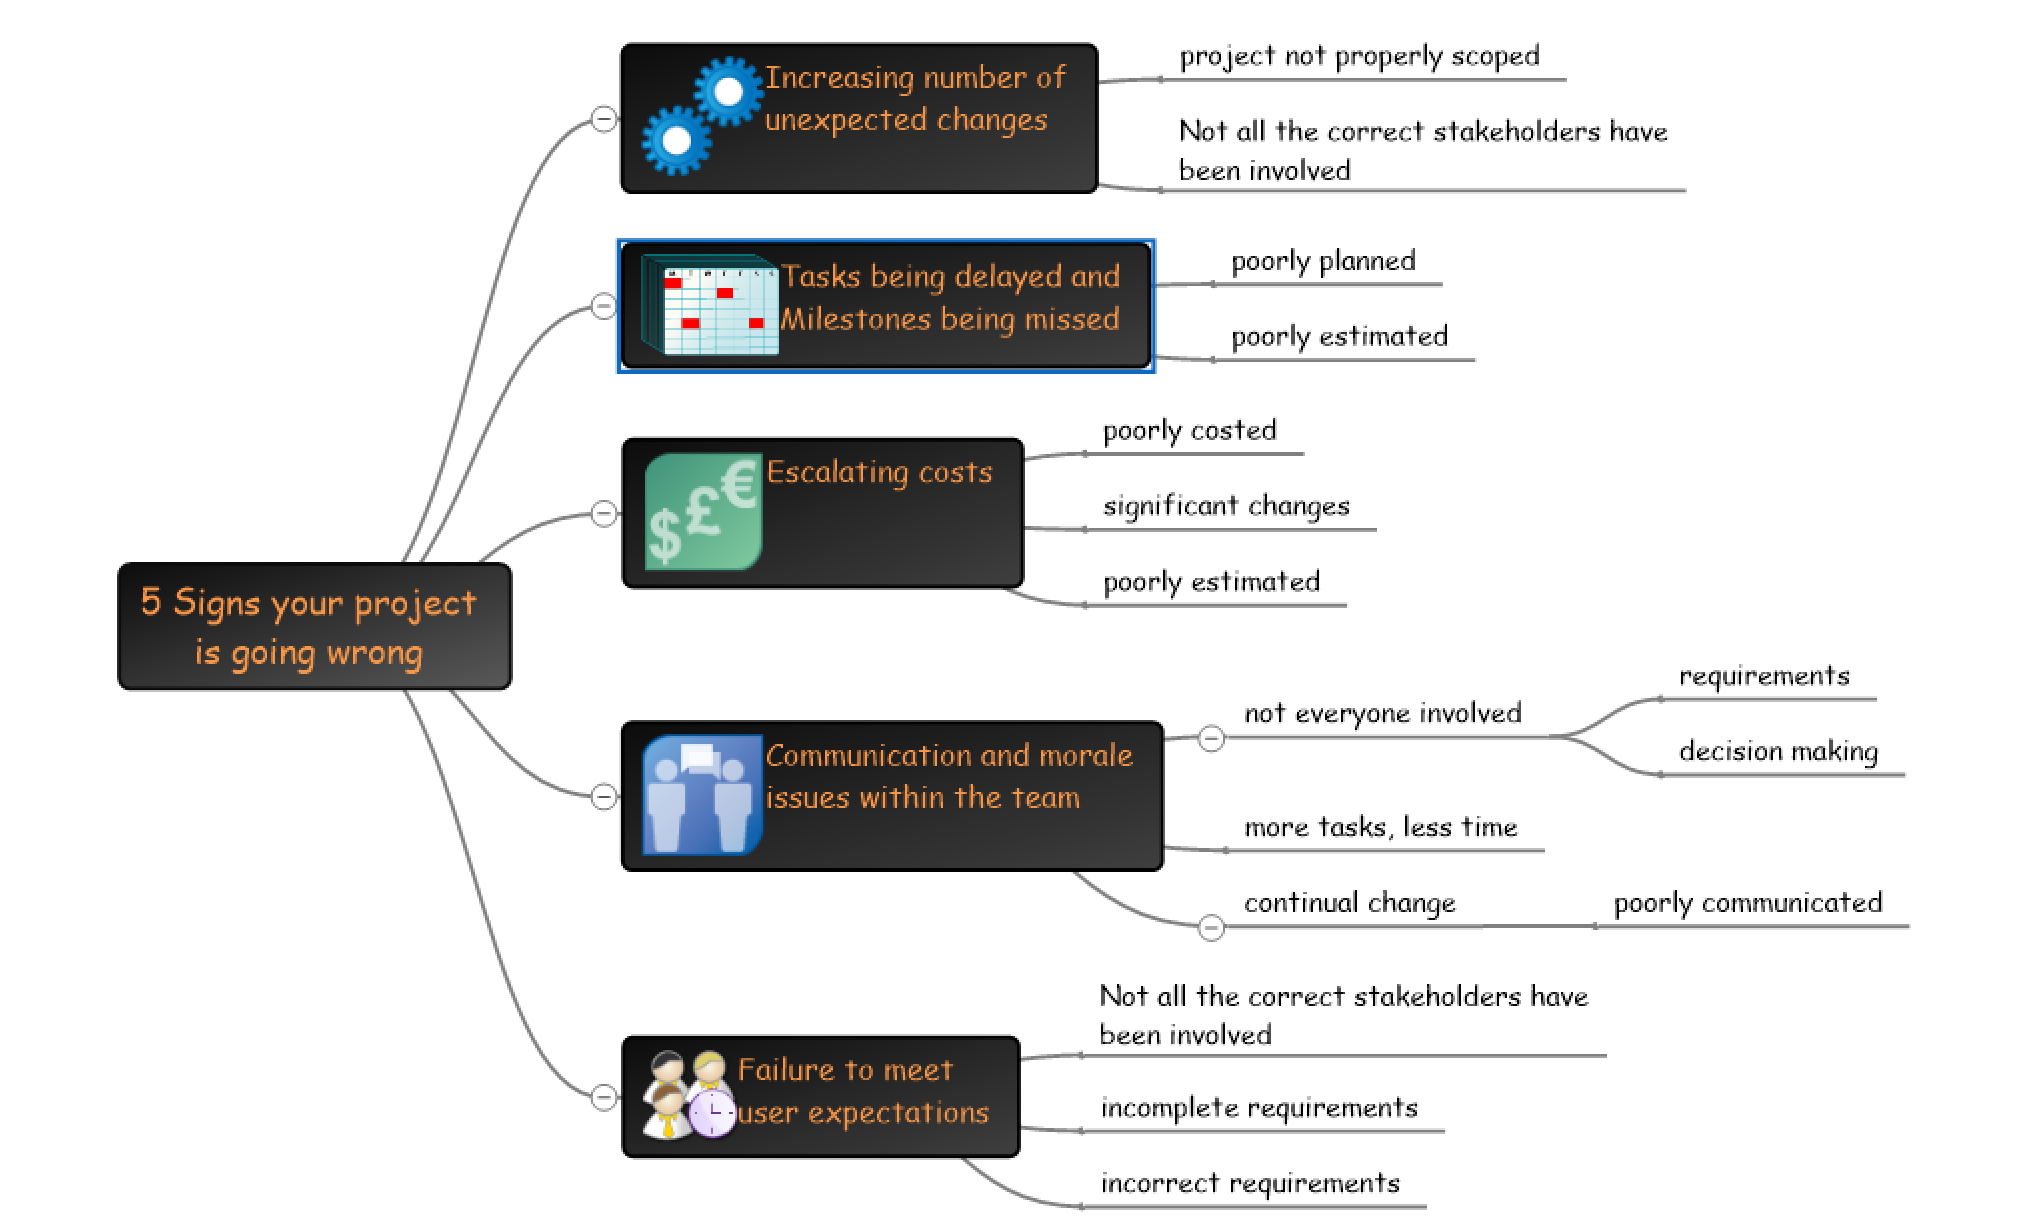 5 Signs your project
is going wrong
Increasing number of
unexpected changes
project not properly scoped
Not all the correct stakeholders have
been involved
Tasks being delayed and
Milestones being missed
poorly planned
poorly estimated
$ £ €
Escalating costs
poorly costed
significant changes
poorly estimated
Communication and morale
issues within the team
not everyone involved
requirements
decision making
more tasks, less time
continual change
poorly communicated
Failure to meet
user expectations
Not all the correct stakeholders have
been involved
incomplete requirements
incorrect requirements